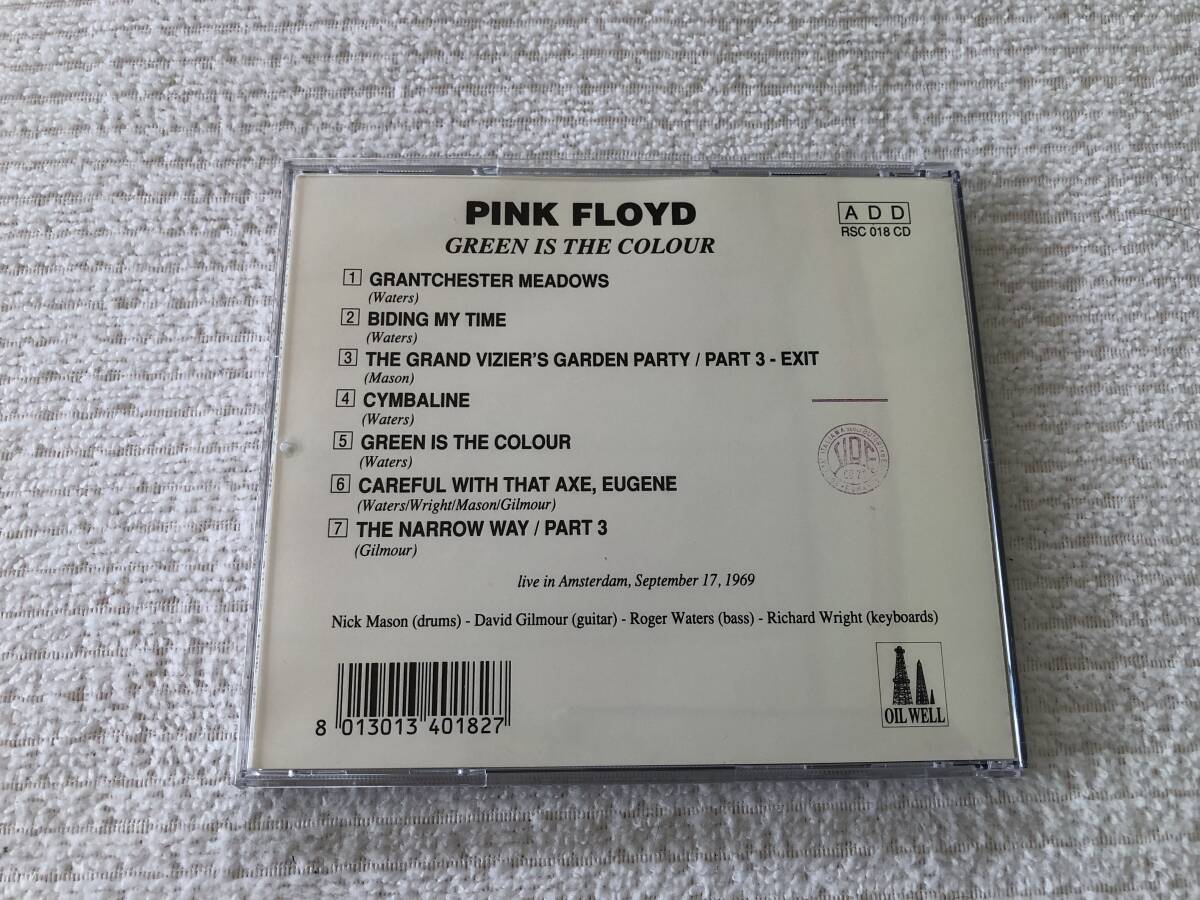 PINK FLOYD
GREEN IS THE COLOUR
A D D
RSC 018 CD
1 GRANTCHESTER MEADOWS
(Waters)
2 BIDING MY TIME
(Waters)
3 THE GRAND VIZIER'S GARDEN PARTY / PART 3 - EXIT
(Mason)
4 CYMBALINE
(Waters)
5 GREEN IS THE COLOUR
(Waters)
6 CAREFUL WITH THAT AXE, EUGENE
(Waters/Wright/Mason/Gilmour)
7 THE NARROW WAY / PART 3
(Gilmour)
live in Amsterdam, September 17, 1969
Nick Mason (drums) - David Gilmour (guitar) - Roger Waters (bass) - Richard Wright (keyboards)
8 013013 401827
OIL WELL